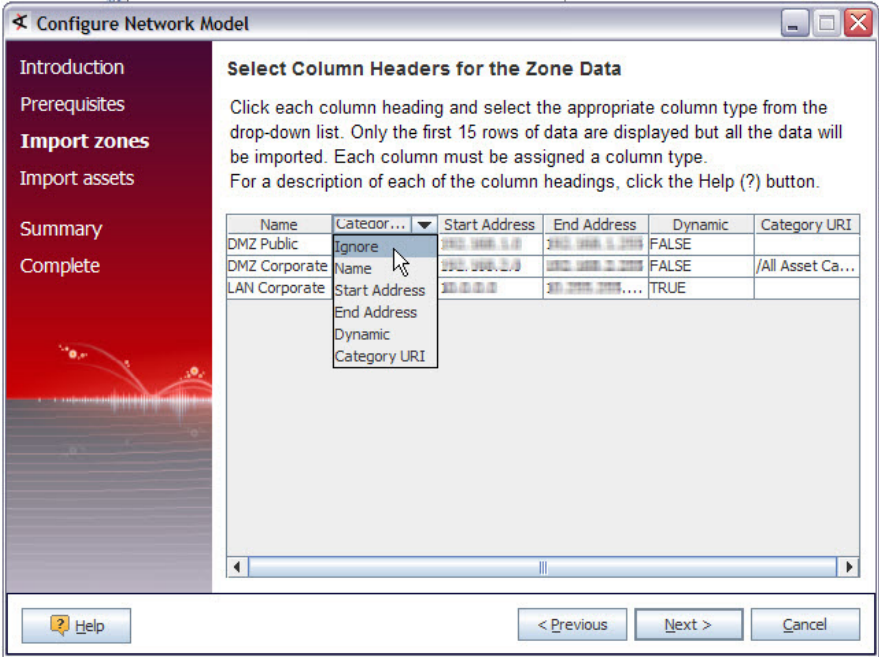 Configure Network Model
Introduction
Prerequisites
Import zones
Import assets
Summary
Complete
Select Column Headers for the Zone Data
Click each column heading and select the appropriate column type from the
drop-down list. Only the first 15 rows of data are displayed but all the data will
be imported. Each column must be assigned a column type.
For a description of each of the column headings, click the Help (?) button.
Name Categor... Start Address End Address Dynamic Category URI
DMZ Public FALSE
DMZ Corporate FALSE /All Asset Ca...
LAN Corporate TRUE
Ignore
Name
Start Address
End Address
Dynamic
Category URI
Help
< Previous
Next >
Cancel